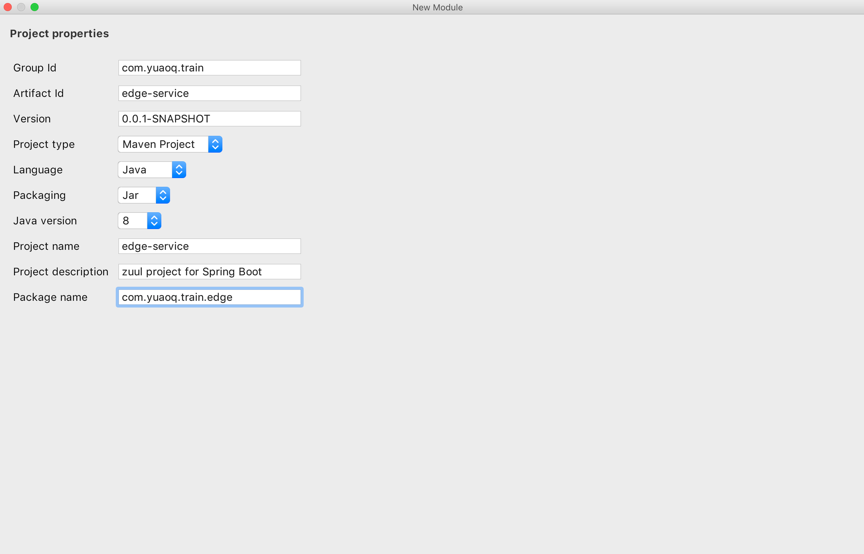 New Module
Project properties
Group Id com.yuaoq.train
Artifact Id edge-service
Version 0.0.1-SNAPSHOT
Project type Maven Project
Language Java
Packaging Jar
Java version 8
Project name edge-service
Project description zuul project for Spring Boot
Package name com.yuaoq.train.edge